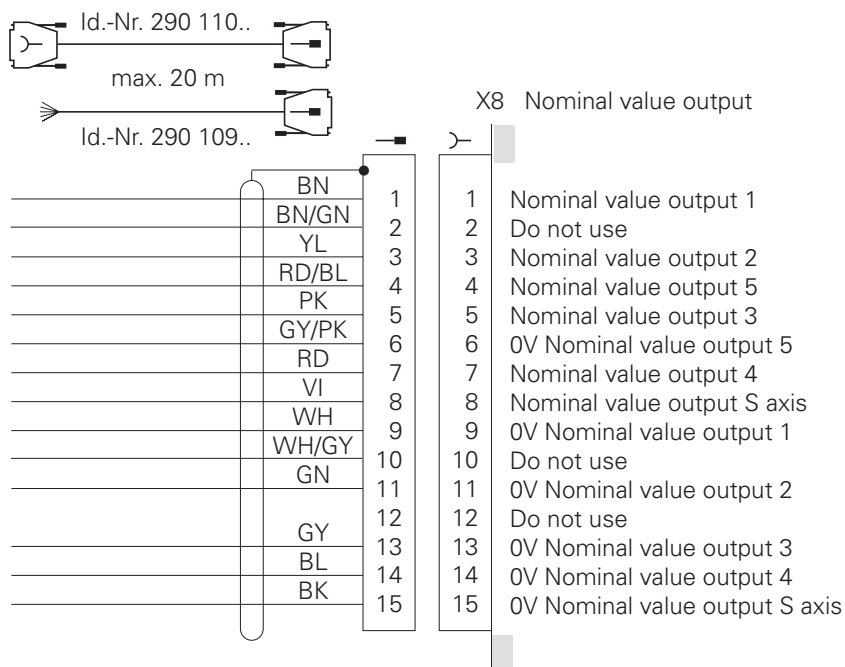 Id.-Nr. 290 110..
max. 20 m
Id.-Nr. 290 109..
X8 Nominal value output
BN 1 1 Nominal value output 1
BN/GN 2 2 Do not use
YL 3 3 Nominal value output 2
RD/BL 4 4 Nominal value output 5
PK 5 5 Nominal value output 3
GY/PK 6 6 0V Nominal value output 5
RD 7 7 Nominal value output 4
VI 8 8 Nominal value output S axis
WH 9 9 0V Nominal value output 1
WH/GY 10 10 Do not use
GN 11 11 0V Nominal value output 2
12 12 Do not use
GY 13 13 0V Nominal value output 3
BL 14 14 0V Nominal value output 4
BK 15 15 0V Nominal value output S axis